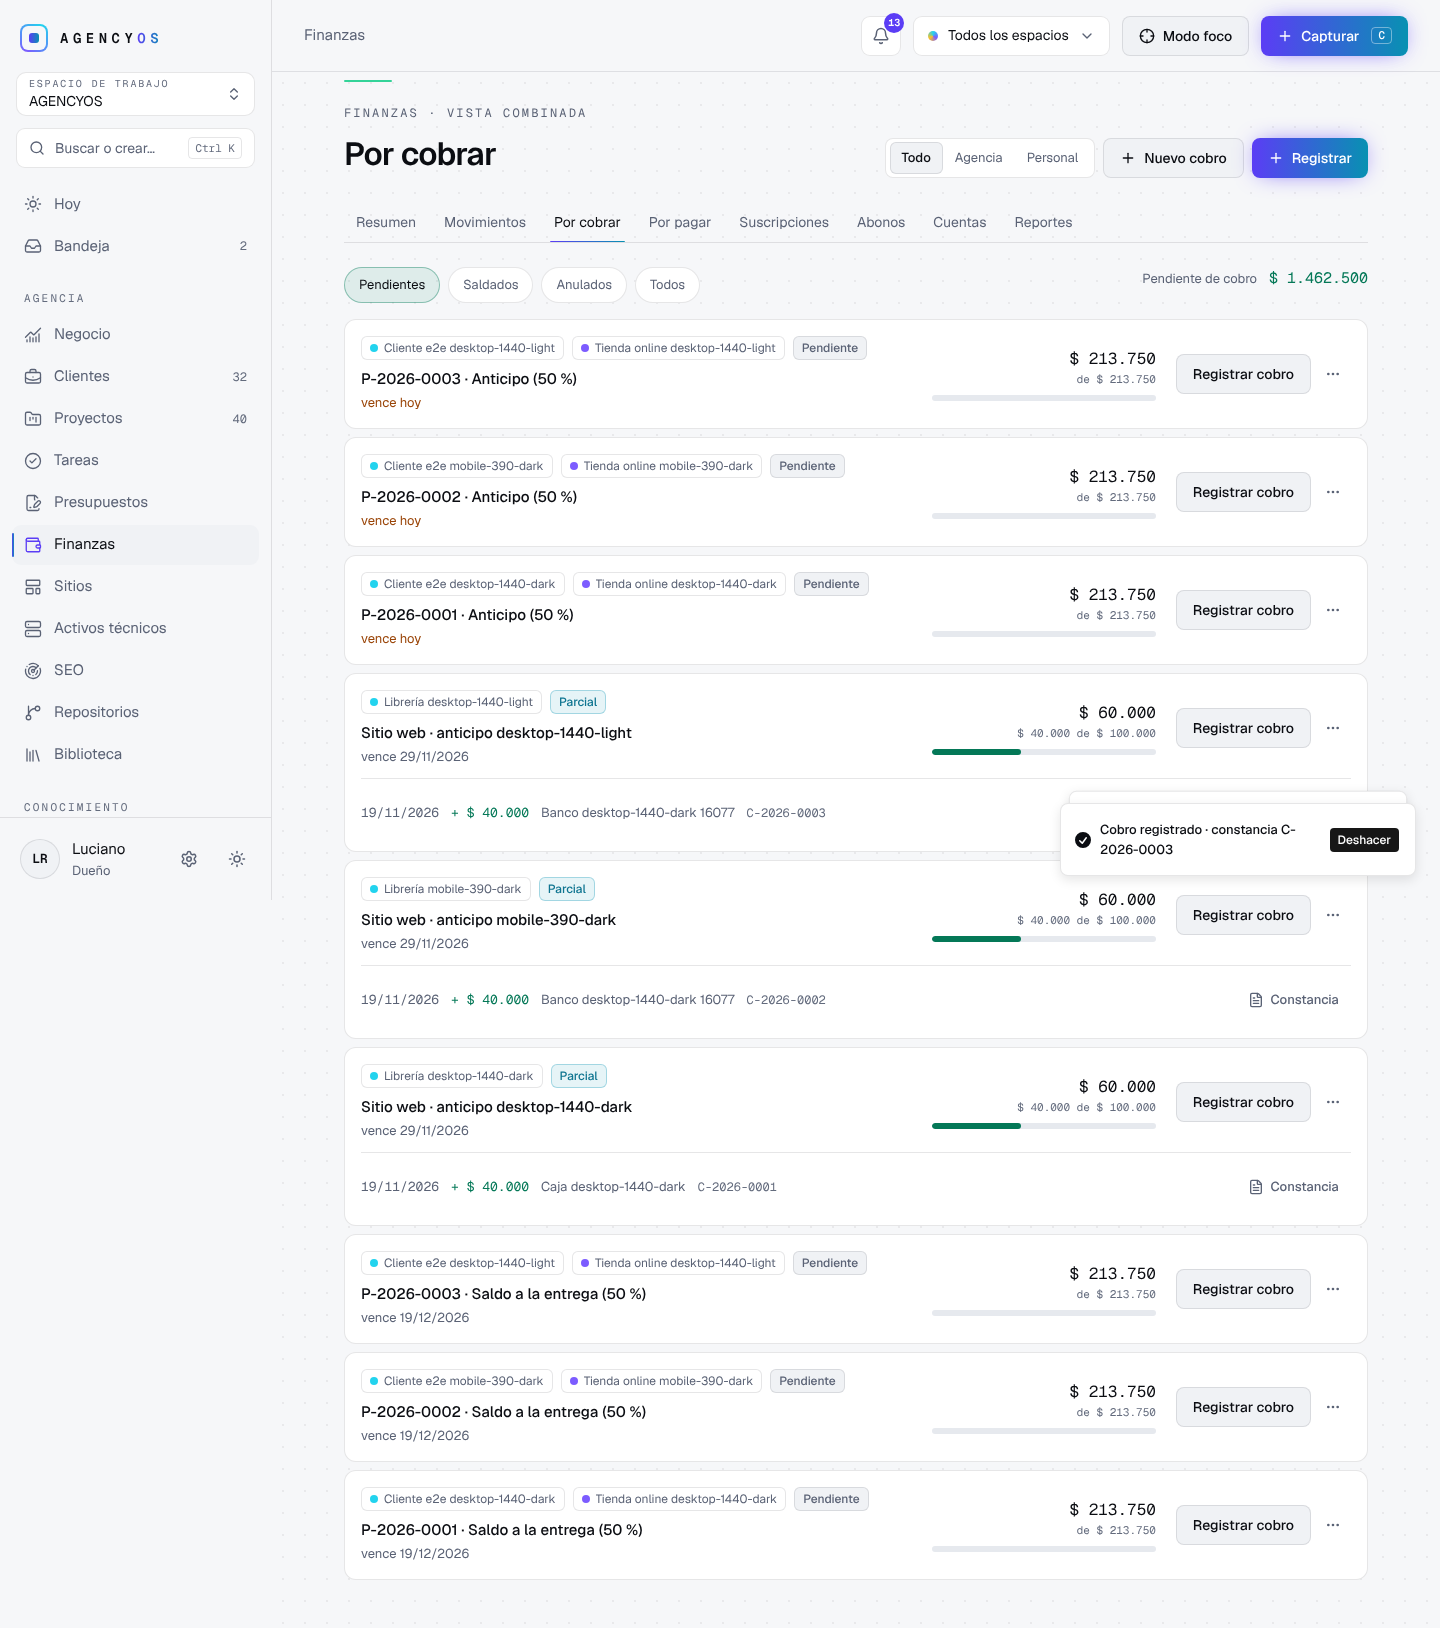 AGENCYOS
ESPACIO DE TRABAJO
AGENCYOS
Buscar o crear... Ctrl K
Hoy
Bandeja 2
AGENCIA
Negocio
Clientes 32
Proyectos 40
Tareas
Presupuestos
Finanzas
Sitios
Activos técnicos
SEO
Repositorios
Biblioteca
CONOCIMIENTO
LR
Luciano
Dueño
Finanzas
13
Todos los espacios
Modo foco
Capturar C
FINANZAS · VISTA COMBINADA
Por cobrar
Todo Agencia Personal
Nuevo cobro
Registrar
Resumen Movimientos Por cobrar Por pagar Suscripciones Abonos Cuentas Reportes
Pendientes Saldados Anulados Todos
Pendiente de cobro $ 1.462.500
Cliente e2e desktop-1440-light Tienda online desktop-1440-light Pendiente
P-2026-0003 · Anticipo (50 %)
vence hoy
$ 213.750
de $ 213.750
Registrar cobro
Cliente e2e mobile-390-dark Tienda online mobile-390-dark Pendiente
P-2026-0002 · Anticipo (50 %)
vence hoy
$ 213.750
de $ 213.750
Registrar cobro
Cliente e2e desktop-1440-dark Tienda online desktop-1440-dark Pendiente
P-2026-0001 · Anticipo (50 %)
vence hoy
$ 213.750
de $ 213.750
Registrar cobro
Librería desktop-1440-light Parcial
Sitio web · anticipo desktop-1440-light
vence 29/11/2026
$ 60.000
$ 40.000 de $ 100.000
Registrar cobro
19/11/2026 + $ 40.000 Banco desktop-1440-dark 16077 C-2026-0003
Cobro registrado · constancia C-
2026-0003
Deshacer
Librería mobile-390-dark Parcial
Sitio web · anticipo mobile-390-dark
vence 29/11/2026
$ 60.000
$ 40.000 de $ 100.000
Registrar cobro
19/11/2026 + $ 40.000 Banco desktop-1440-dark 16077 C-2026-0002 Constancia
Librería desktop-1440-dark Parcial
Sitio web · anticipo desktop-1440-dark
vence 29/11/2026
$ 60.000
$ 40.000 de $ 100.000
Registrar cobro
19/11/2026 + $ 40.000 Caja desktop-1440-dark C-2026-0001 Constancia
Cliente e2e desktop-1440-light Tienda online desktop-1440-light Pendiente
P-2026-0003 · Saldo a la entrega (50 %)
vence 19/12/2026
$ 213.750
de $ 213.750
Registrar cobro
Cliente e2e mobile-390-dark Tienda online mobile-390-dark Pendiente
P-2026-0002 · Saldo a la entrega (50 %)
vence 19/12/2026
$ 213.750
de $ 213.750
Registrar cobro
Cliente e2e desktop-1440-dark Tienda online desktop-1440-dark Pendiente
P-2026-0001 · Saldo a la entrega (50 %)
vence 19/12/2026
$ 213.750
de $ 213.750
Registrar cobro